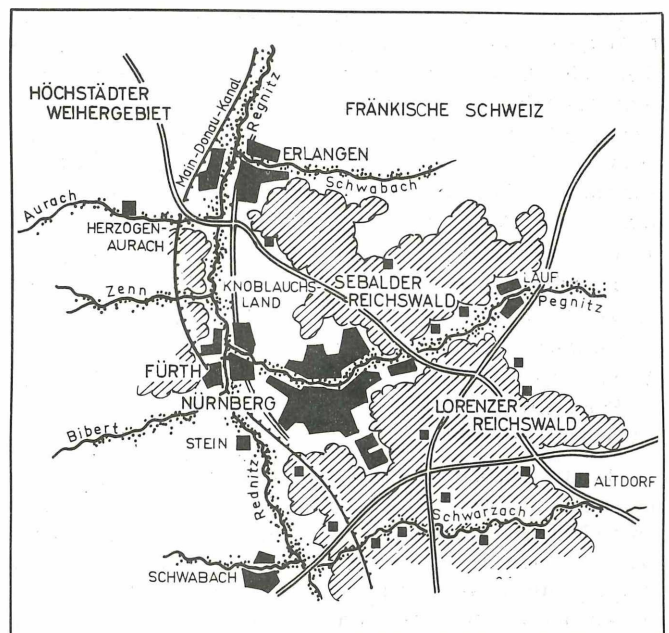 HÖCHSTÄDTER
WEIHERGEBIET
Main-Donau-Kanal
Regnitz
FRÄNKISCHE SCHWEIZ
ERLANGEN
Schwabach
Aurach
HERZOGEN-
AURACH
Zenn
KNOBLAUCHS-
LAND
SEBALDER
REICHSWALD
LAUF
Pegnitz
FÜRTH
NÜRNBERG
LORENZER
REICHSWALD
Bibert
STEIN
Rednitz
ALTDORF
Schwarzach
SCHWABACH